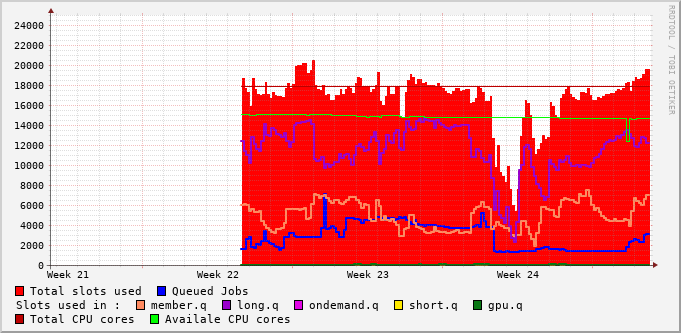 24000
22000
20000
18000
16000
14000
12000
10000
8000
6000
4000
2000
0
Week 21 Week 22 Week 23 Week 24
RRDTOOL / TOBI OETIKER
Total slots used Queued Jobs
Slots used in : member.q long.q ondemand.q short.q gpu.q
Total CPU cores Availale CPU cores